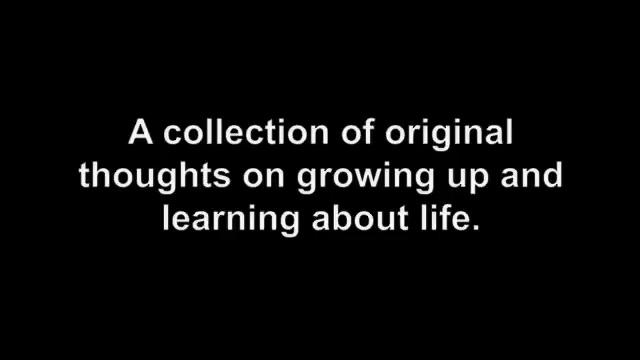 A collection of original
thoughts on growing up and
learning about life.